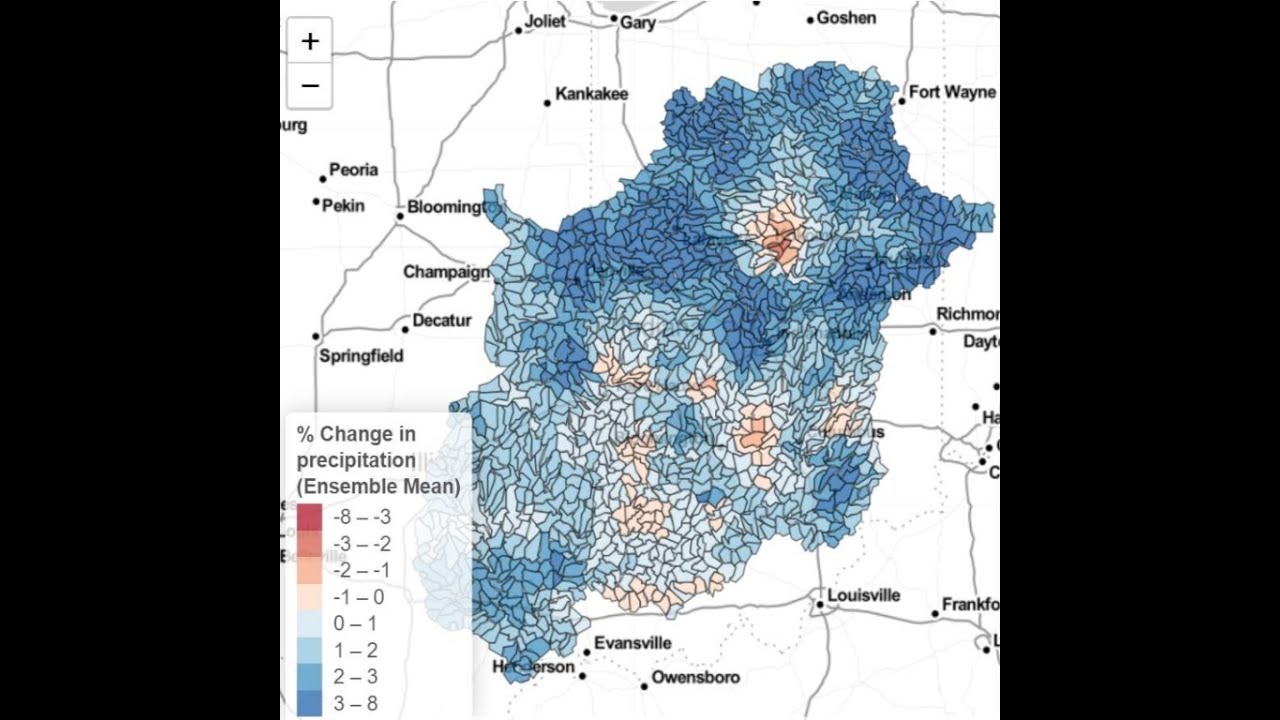 +
Joliet
Gary
Goshen
−
Kankakee
Fort Wayne
urg
Peoria
Pekin
Bloomingt
Champaign
Decatur
Richmon
Dayt
Springfield
Ha
us
C
% Change in
precipitation
(Ensemble Mean)
-8 – -3
-3 – -2
-2 – -1
-1 – 0
0 – 1
1 – 2
2 – 3
3 – 8
Louisville
Frankfo
Evansville
L
Owensboro